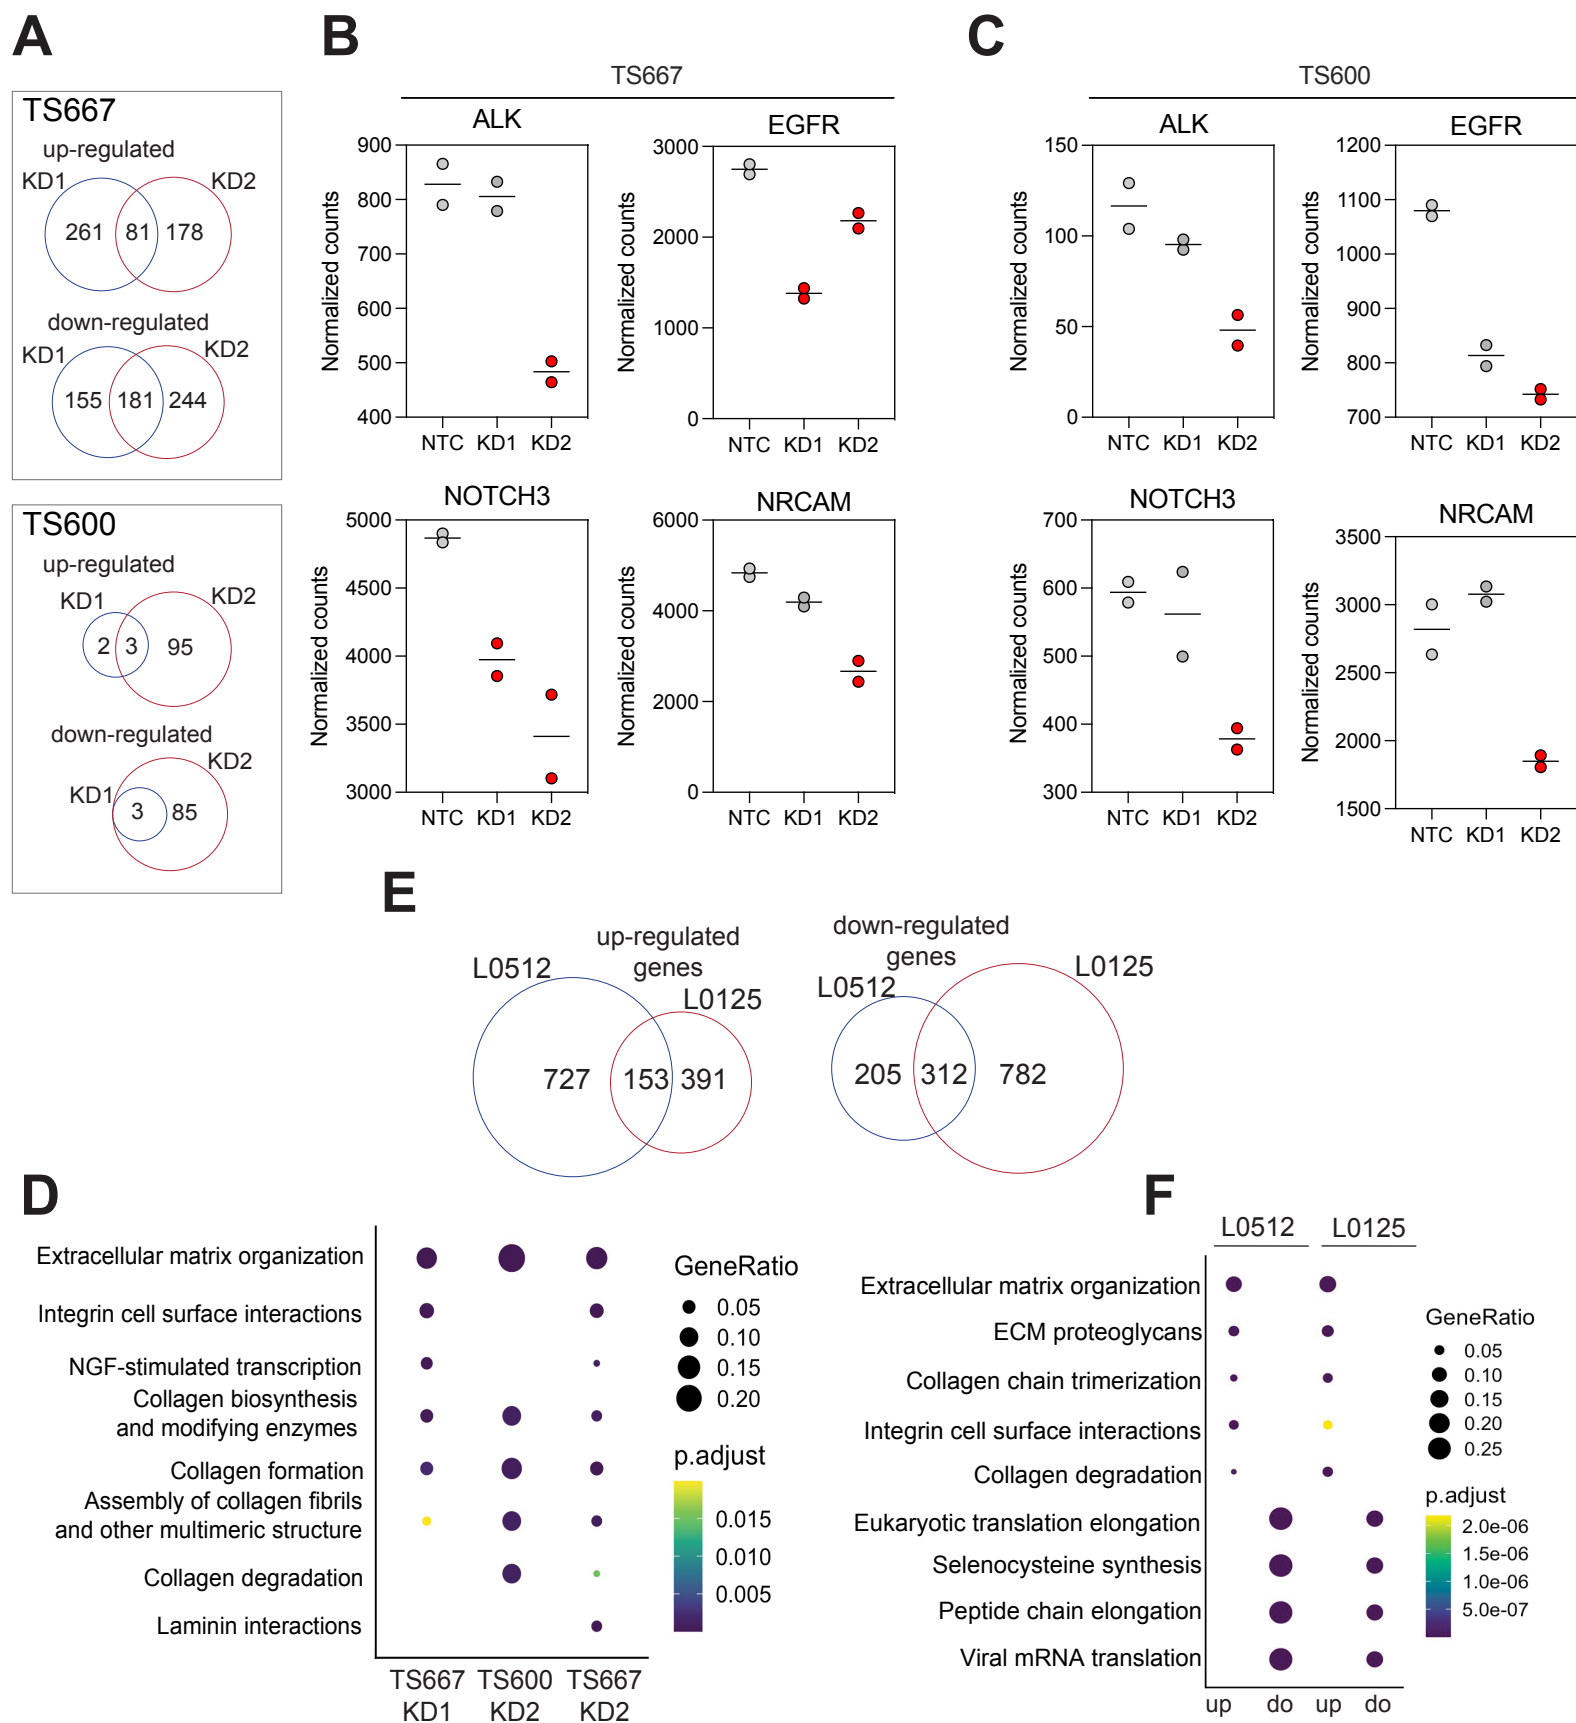 A
TS667
up-regulated
KD1
KD2
261
81
178
down-regulated
KD1
KD2
155
181
244
TS600
up-regulated
KD1
KD2
2
3
95
down-regulated
KD1
KD2
3
85
B
TS667
ALK
Normalized counts
900
800
700
600
500
400
NTC KD1 KD2
EGFR
Normalized counts
3000
2000
1000
0
NTC KD1 KD2
NOTCH3
Normalized counts
5000
4500
4000
3500
3000
NTC KD1 KD2
NRCAM
Normalized counts
6000
4000
2000
0
NTC KD1 KD2
C
TS600
ALK
Normalized counts
150
100
50
0
NTC KD1 KD2
EGFR
Normalized counts
1200
1100
1000
900
800
700
NTC KD1 KD2
NOTCH3
Normalized counts
700
600
500
400
300
NTC KD1 KD2
NRCAM
Normalized counts
3500
3000
2500
2000
1500
NTC KD1 KD2
E
up-regulated
genes
L0512
L0125
727
153
391
down-regulated
genes
L0512
L0125
205
312
782
D
Extracellular matrix organization
Integrin cell surface interactions
NGF-stimulated transcription
Collagen biosynthesis
and modifying enzymes
Collagen formation
Assembly of collagen fibrils
and other multimeric structure
Collagen degradation
Laminin interactions
TS667 TS600 TS667
KD1 KD2 KD2
GeneRatio
0.05
0.10
0.15
0.20
p.adjust
0.015
0.010
0.005
F
L0512 L0125
Extracellular matrix organization
ECM proteoglycans
Collagen chain trimerization
Integrin cell surface interactions
Collagen degradation
Eukaryotic translation elongation
Selenocysteine synthesis
Peptide chain elongation
Viral mRNA translation
up do up do
GeneRatio
0.05
0.10
0.15
0.20
0.25
p.adjust
2.0e-06
1.5e-06
1.0e-06
5.0e-07